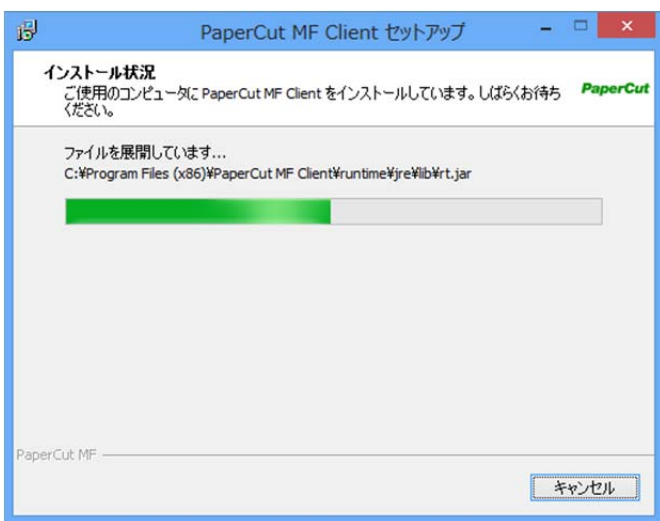 PaperCut MF Client セットアップ
インストール状況
ご使用のコンピュータに PaperCut MF Client をインストールしています。しばらくお待ち
ください。
PaperCut
ファイルを展開しています...
C:¥Program Files (x86)¥PaperCut MF Client¥runtime¥jre¥lib¥rt.jar
PaperCut MF
キャンセル